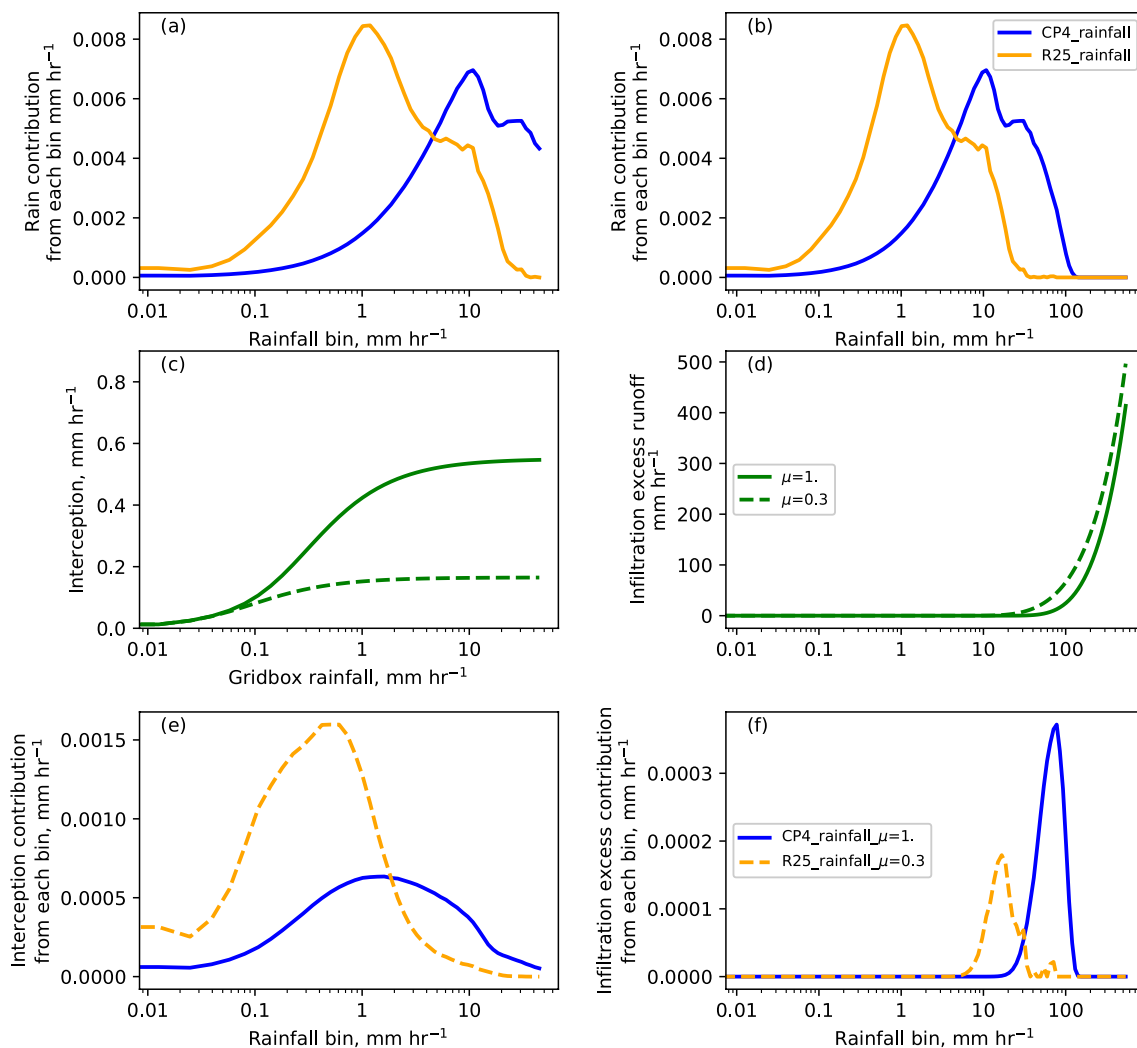 (a)
Rain contribution
from each bin mm hr⁻¹
0.008
0.006
0.004
0.002
0.000
0.01
0.1
1
10
Rainfall bin, mm hr⁻¹
(b)
CP4_rainfall
R25_rainfall
Rain contribution
from each bin mm hr⁻¹
0.008
0.006
0.004
0.002
0.000
0.01
0.1
1
10
100
Rainfall bin, mm hr⁻¹
(c)
Interception, mm hr⁻¹
0.8
0.6
0.4
0.2
0.0
0.01
0.1
1
10
Gridbox rainfall, mm hr⁻¹
(d)
μ=1.
μ=0.3
Infiltration excess runoff
mm hr⁻¹
500
400
300
200
100
0
0.01
0.1
1
10
100
(e)
Interception contribution
from each bin, mm hr⁻¹
0.0015
0.0010
0.0005
0.0000
0.01
0.1
1
10
Rainfall bin, mm hr⁻¹
(f)
CP4_rainfall_μ=1.
R25_rainfall_μ=0.3
Infiltration excess contribution
from each bin, mm hr⁻¹
0.0003
0.0002
0.0001
0.0000
0.01
0.1
1
10
100
Rainfall bin, mm hr⁻¹